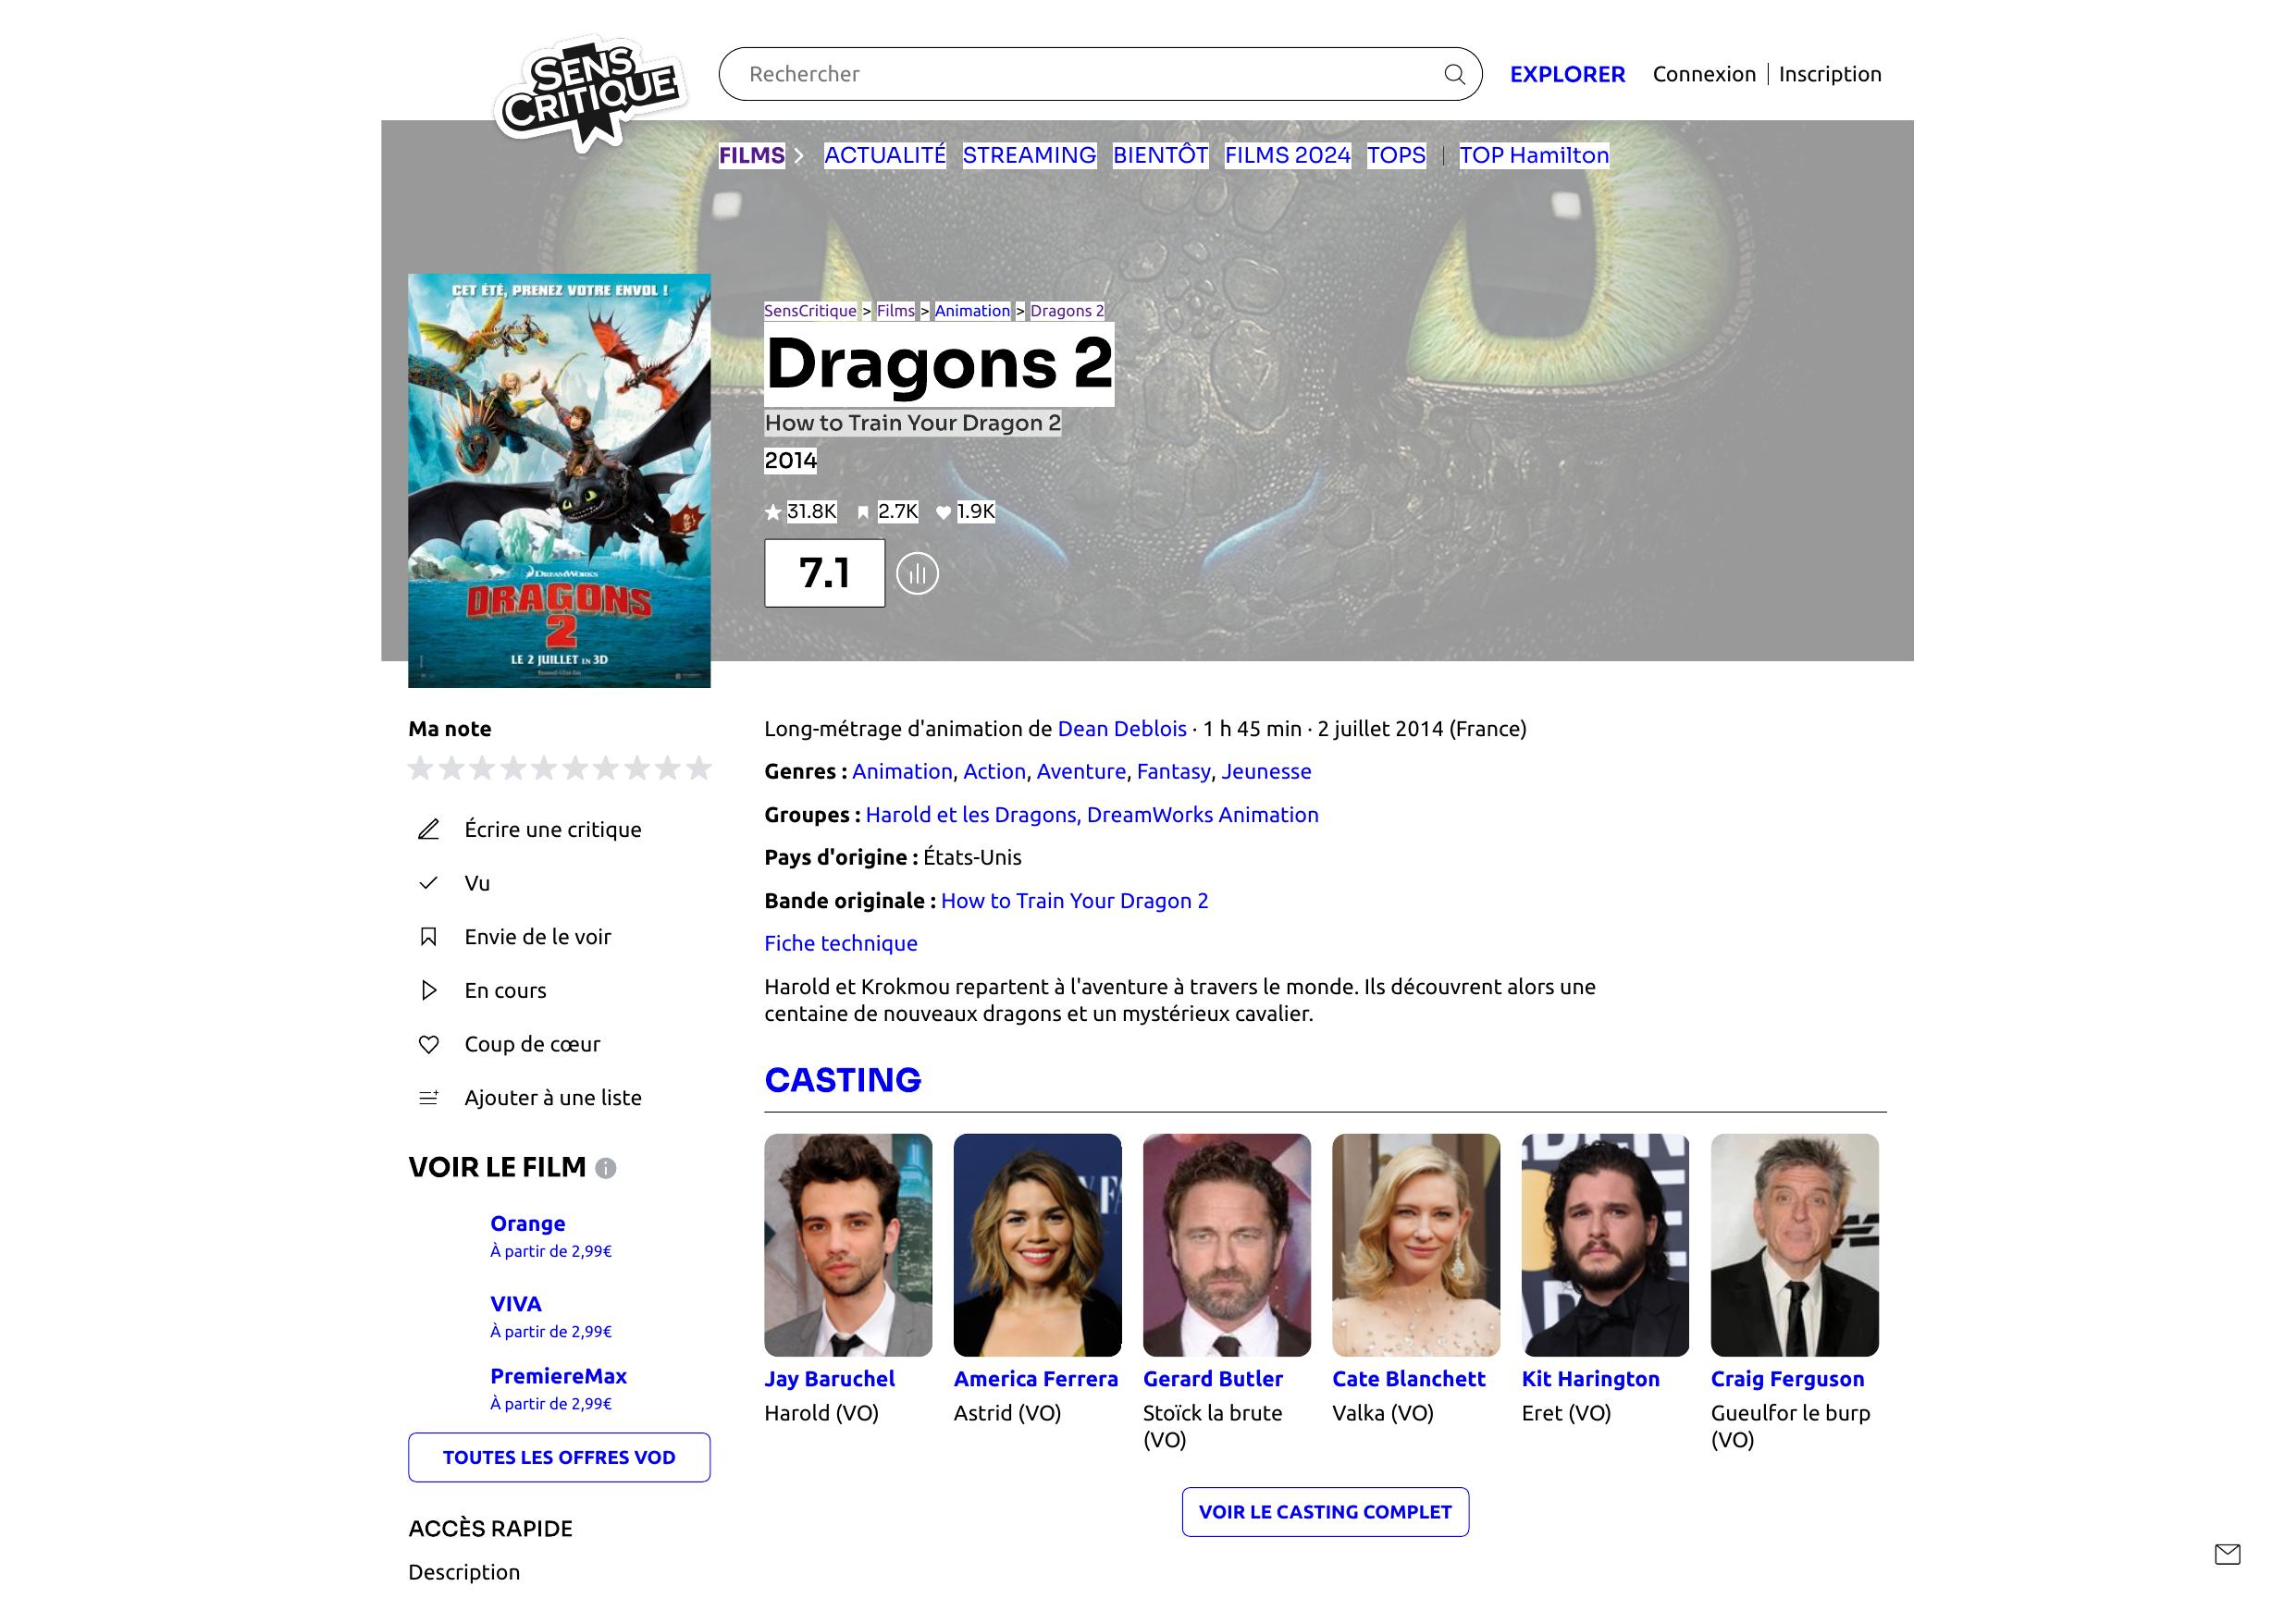 SENS
CRITIQUE
Rechercher
EXPLORER
Connexion | Inscription
FILMS > ACTUALITÉ STREAMING BIENTÔT FILMS 2024 TOPS | TOP Hamilton
CET ÉTÉ, PRENEZ VOTRE ENVOL !
DREAMWORKS
DRAGONS
2
LE 2 JUILLET EN 3D
SensCritique > Films > Animation > Dragons 2
Dragons 2
How to Train Your Dragon 2
2014
31.8K 2.7K 1.9K
7.1
Ma note
Écrire une critique
Vu
Envie de le voir
En cours
Coup de cœur
Ajouter à une liste
VOIR LE FILM
Orange
À partir de 2,99€
VIVA
À partir de 2,99€
PremiereMax
À partir de 2,99€
TOUTES LES OFFRES VOD
ACCÈS RAPIDE
Description
Long-métrage d'animation de Dean Deblois · 1 h 45 min · 2 juillet 2014 (France)
Genres : Animation, Action, Aventure, Fantasy, Jeunesse
Groupes : Harold et les Dragons, DreamWorks Animation
Pays d'origine : États-Unis
Bande originale : How to Train Your Dragon 2
Fiche technique
Harold et Krokmou repartent à l'aventure à travers le monde. Ils découvrent alors une
centaine de nouveaux dragons et un mystérieux cavalier.
CASTING
Jay Baruchel
Harold (VO)
America Ferrera
Astrid (VO)
Gerard Butler
Stoïck la brute
(VO)
Cate Blanchett
Valka (VO)
Kit Harington
Eret (VO)
Craig Ferguson
Gueulfor le burp
(VO)
VOIR LE CASTING COMPLET